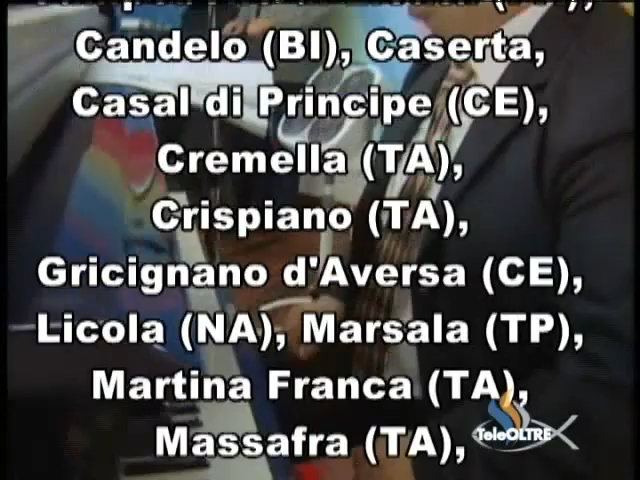 Candelo (BI), Caserta,
Casal di Principe (CE),
Cremella (TA),
Crispiano (TA),
Gricignano d'Aversa (CE),
Licola (NA), Marsala (TP),
Martina Franca (TA),
Massafra (TA),
TeleOLTRE